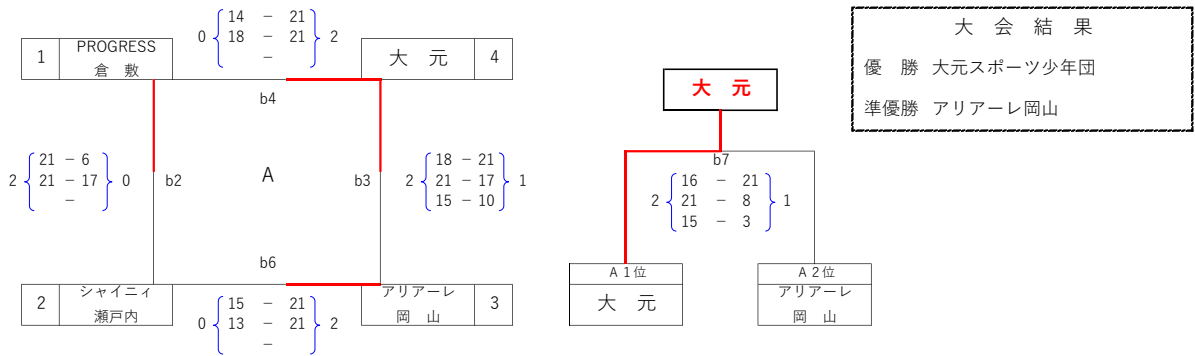 14 － 21
0 18 － 21 2
－
1 PROGRESS
倉 敷
大 元 4
b4
21 － 6
2 21 － 17 0
－
b2
A
b3
18 － 21
2 21 － 17 1
15 － 10
b6
2 シャイニィ
瀬戸内
アリアーレ
岡 山 3
15 － 21
0 13 － 21 2
－
大 元
b7
16 － 21
2 21 － 8 1
15 － 3
A 1位
大 元
A 2位
アリアーレ
岡 山
大 会 結 果
優 勝 大元スポーツ少年団
準優勝 アリアーレ岡山